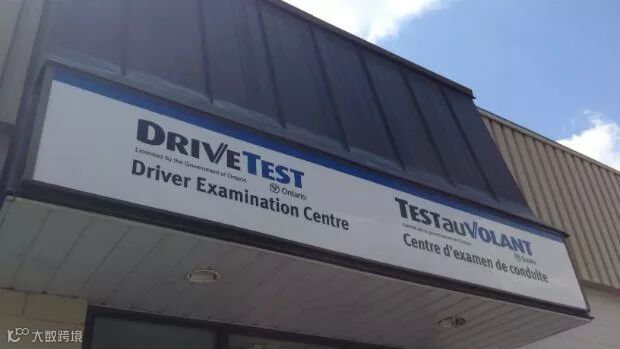 DRIVETEST
Licensed by the Government of Ontario.
Ontario
Driver Examination Centre
TESTauVOLANT
Ontario
Centre d'examen de conduite
10100 大数跨境